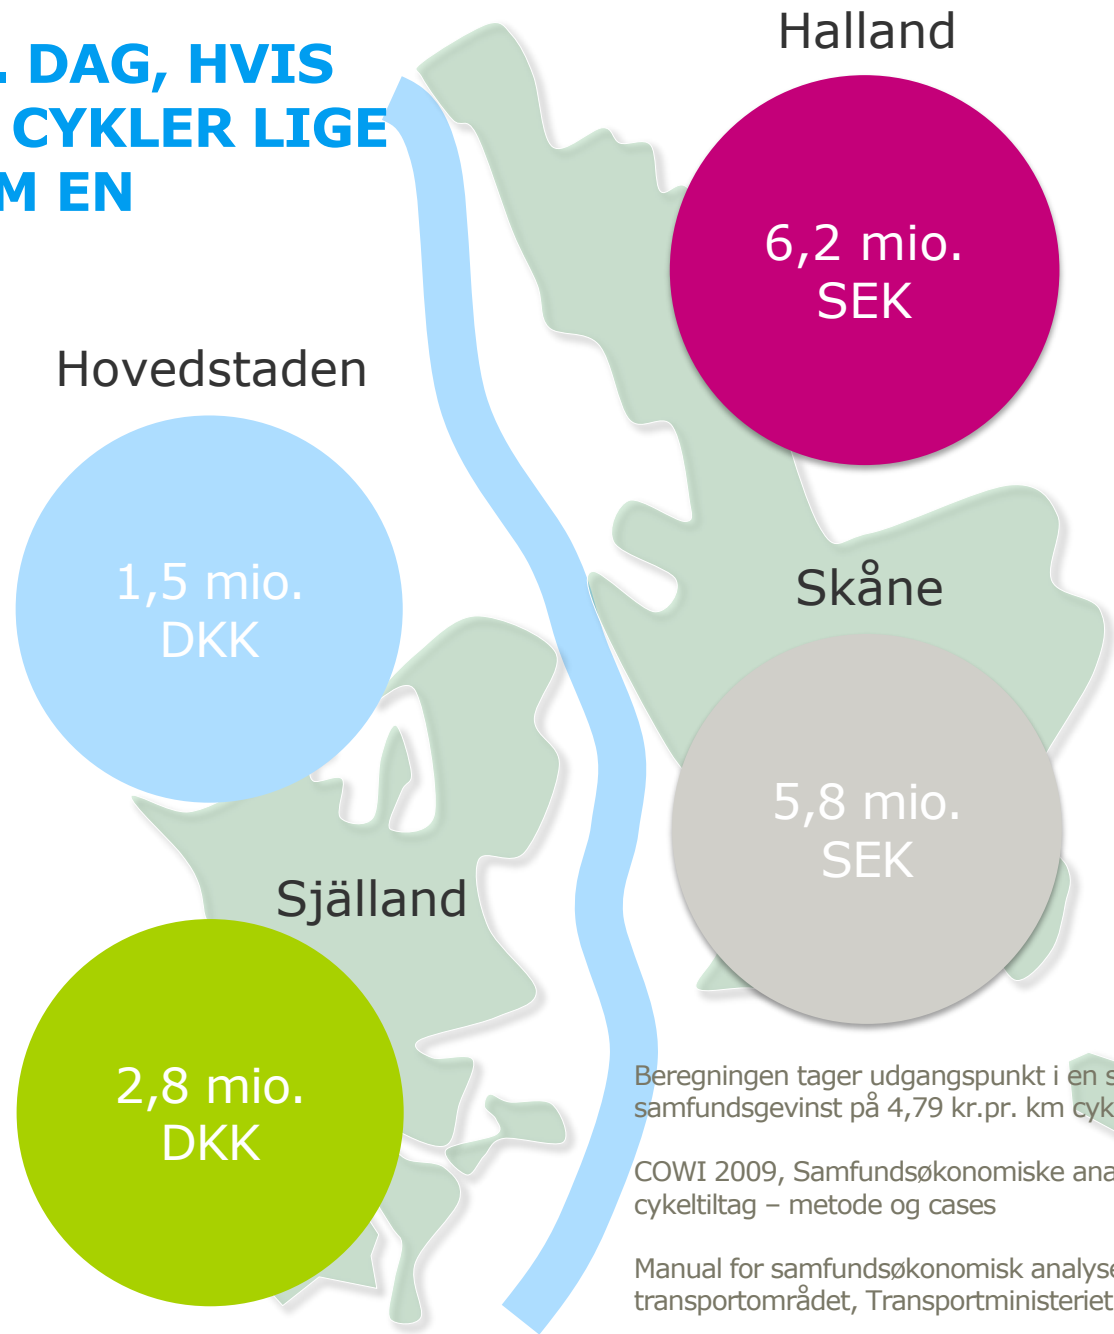 . DAG, HVIS
CYKLER LIGE
M EN
Halland
6,2 mio.
SEK
Hovedstaden
1,5 mio.
DKK
Skåne
5,8 mio.
SEK
Själland
2,8 mio.
DKK
Beregningen tager udgangspunkt i en s
samfundsgevinst på 4,79 kr.pr. km cyk
COWI 2009, Samfundsøkonomiske ana
cykeltiltag – metode og cases
Manual for samfundsøkonomisk analyse
transportområdet, Transportministeriet